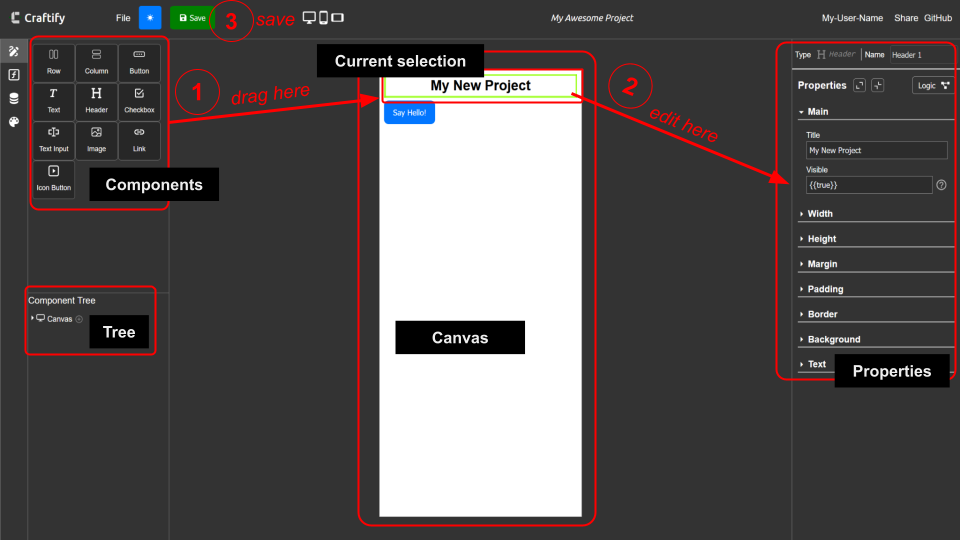 Craftify
File
Save
3
save
My Awesome Project
My-User-Name
Share
GitHub
Row
Column
Button
Text
Header
Checkbox
Text Input
Image
Link
Icon Button
Components
1
drag here
Current selection
My New Project
Say Hello!
Canvas
2
edit here
Component Tree
Canvas
Tree
Type H Header Name Header 1
Properties
Logic
Main
Title
My New Project
Visible
{{true}}
Width
Height
Margin
Padding
Border
Background
Text
Properties